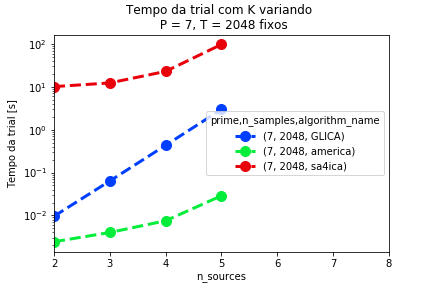 Tempo da trial com K variando
P = 7, T = 2048 fixos
Tempo da trial [s]
10²
10¹
10⁰
10⁻¹
10⁻²
prime,n_samples,algorithm_name
(7, 2048, GLICA)
(7, 2048, america)
(7, 2048, sa4ica)
2 3 4 5 6 7 8
n_sources